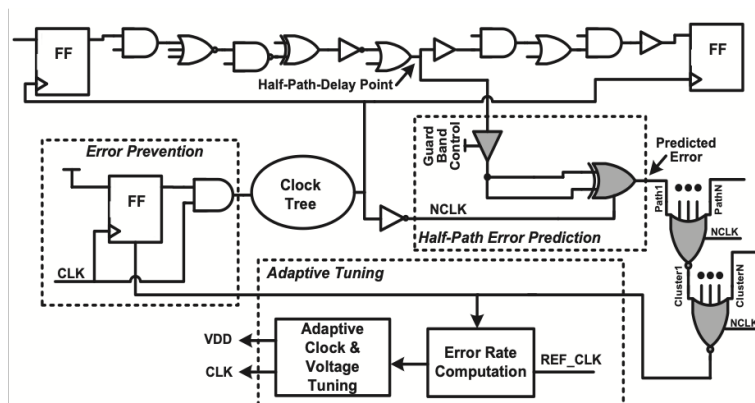 FF
FF
Half-Path-Delay Point
Error Prevention
FF
CLK
Clock
Tree
NCLK
Guard
Band
Control
Half-Path Error Prediction
Predicted
Error
Path1
PathN
NCLK
Cluster1
ClusterN
NCLK
Adaptive Tuning
VDD
CLK
Adaptive
Clock &
Voltage
Tuning
Error Rate
Computation
REF_CLK